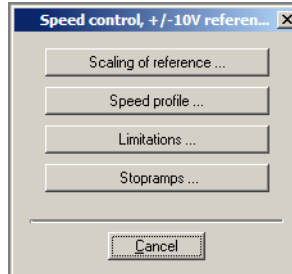 Speed control, +/-10V referen...
Scaling of reference ...
Speed profile ...
Limitations ...
Stopramps ...
Cancel